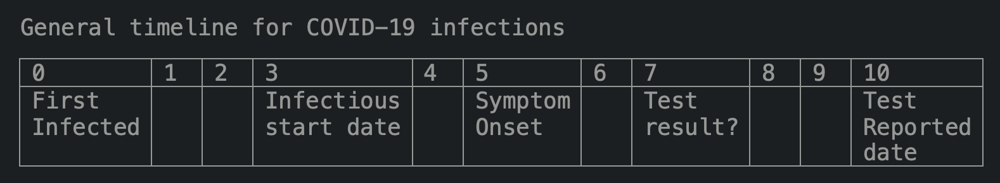 General timeline for COVID-19 infections
0 1 2 3 4 5 6 7 8 9 10
First Infectious Symptom Test Test
Infected start date Onset result? Reported
date